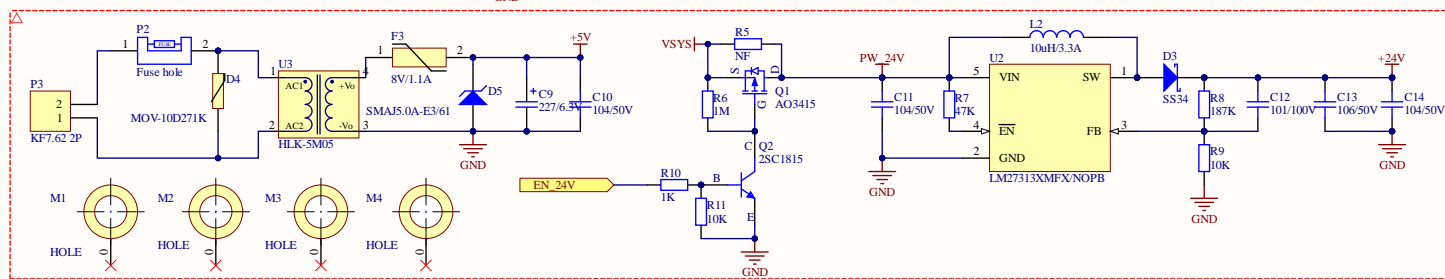 GND
P3
2
1
KF7.62 2P
P2
1
FUSE
2
Fuse hole
D4
MOV-10D271K
U3
1
AC1
+Vo
4
2
AC2
-Vo
3
HLK-5M05
F3
1
2
8V/1.1A
SMAJ5.0A-E3/61
D5
GND
+
C9
227/6.3V
+5V
C10
104/50V
M1
HOLE
0
M2
HOLE
0
M3
HOLE
0
M4
HOLE
0
VSYS
R5
NF
R6
1M
S
D
G
Q1
AO3415
C
Q2
2SC1815
EN_24V
R10
1K
B
R11
10K
E
GND
PW_24V
C11
104/50V
GND
R7
47K
L2
10uH/3.3A
U2
5
VIN
SW
1
4
EN
FB
3
2
GND
LM27313XMFX/NOPB
D3
SS34
R8
187K
R9
10K
GND
C12
101/100V
C13
106/50V
+24V
C14
104/50V
GND